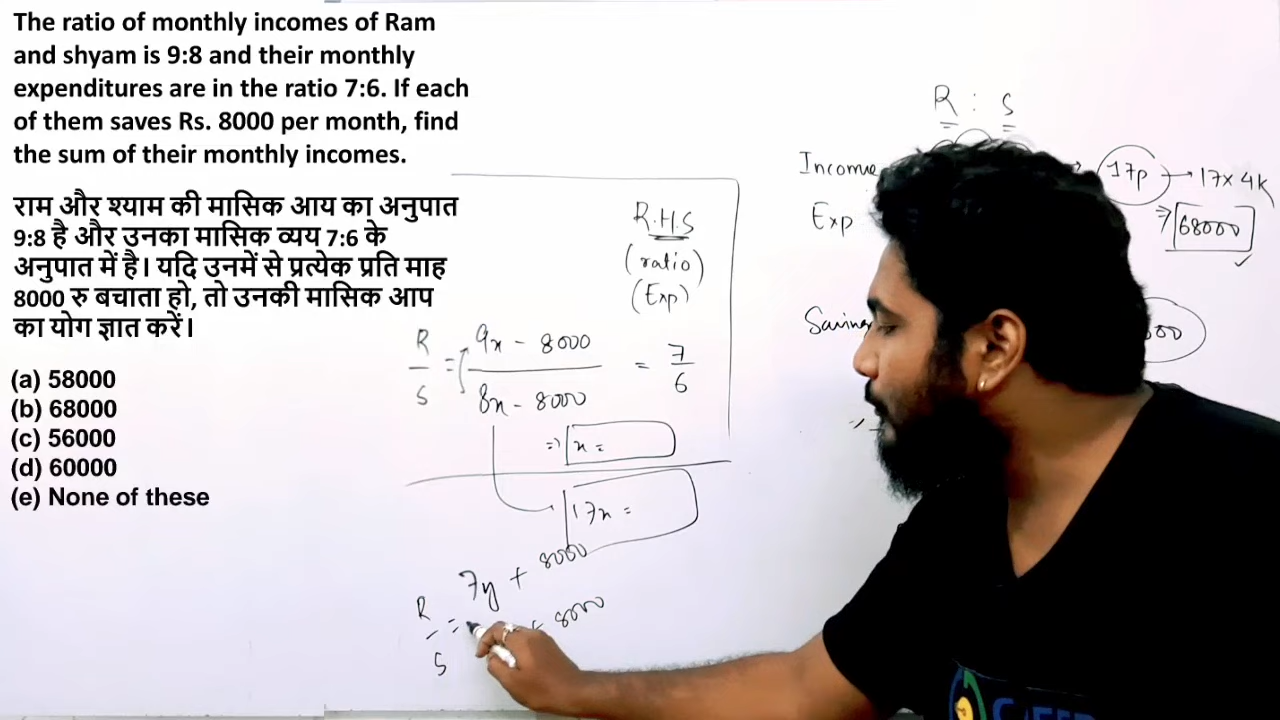 The ratio of monthly incomes of Ram
and shyam is 9:8 and their monthly
expenditures are in the ratio 7:6. If each
of them saves Rs. 8000 per month, find
the sum of their monthly incomes.
राम और श्याम की मासिक आय का अनुपात
9:8 है और उनका मासिक व्यय 7:6 के
अनुपात में है। यदि उनमें से प्रत्येक प्रति माह
8000 रु बचाता हो, तो उनकी मासिक आप
का योग ज्ञात करें।
(a) 58000
(b) 68000
(c) 56000
(d) 60000
(e) None of these
R.H.S
(ratio)
(Exp)
R/S = 9x - 8000 / 8x - 8000 = 7/6
=> x =
17x =
R/S = 7y + 8000
+ 8000
R : S
Income 17p → 17x 4K
Exp => 68000